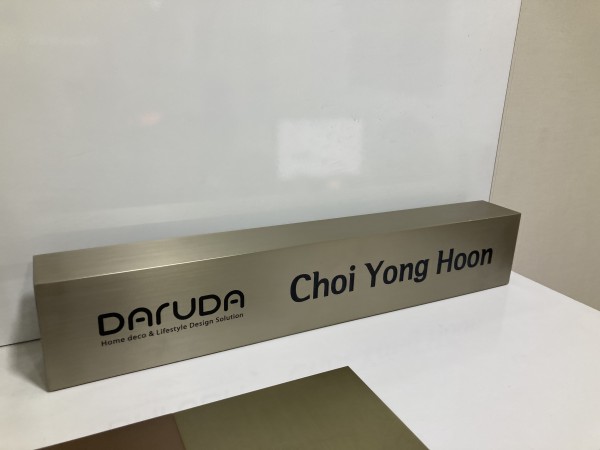 DArUDA
Home deco & Lifestyle Design Solution
Choi Yong Hoon